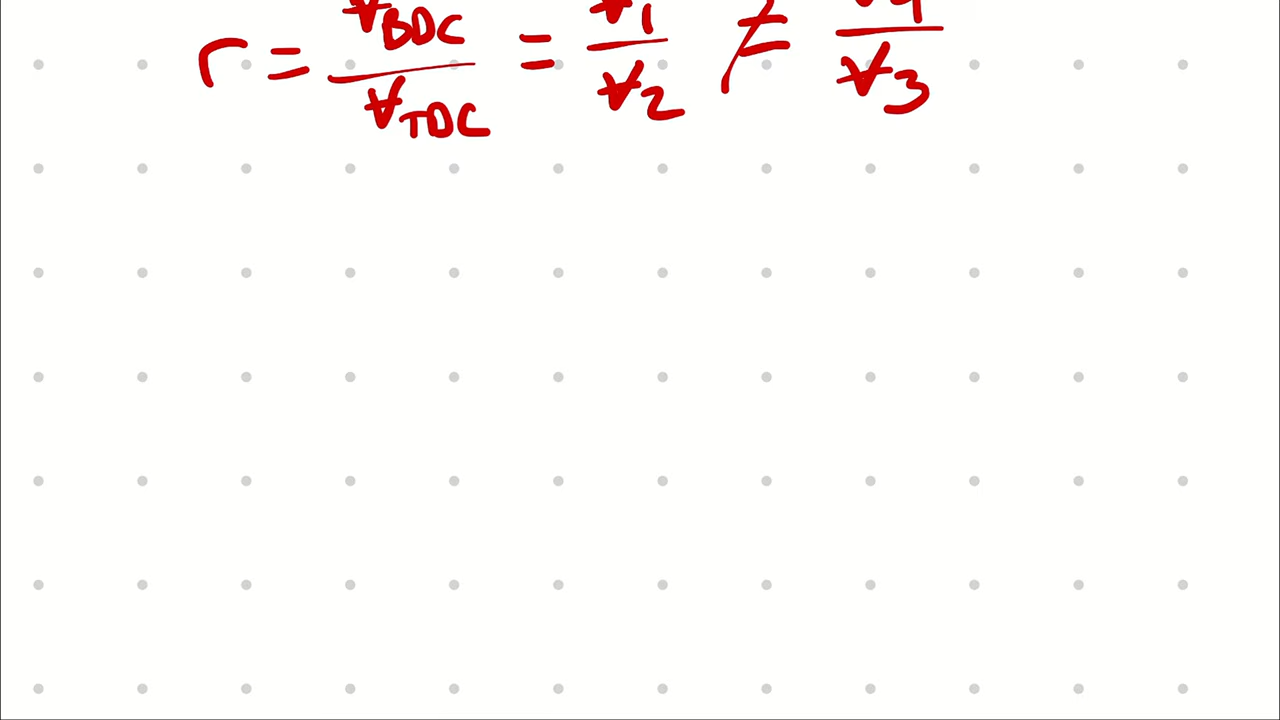 r = V̶BDC / V̶TDC = V̶1 / V̶2 ≠ V̶4 / V̶3